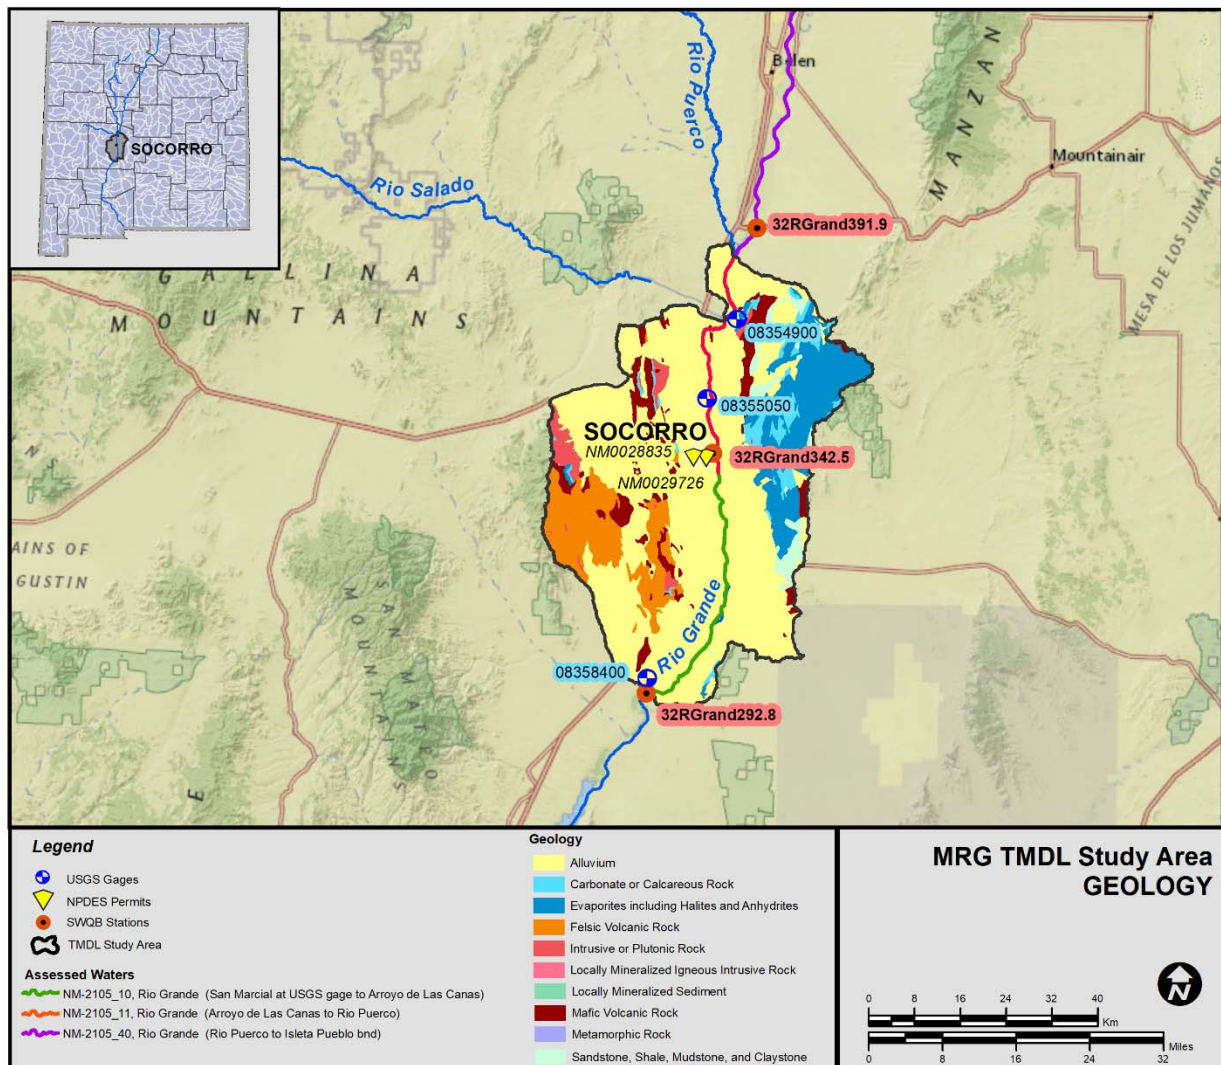 SOCORRO
Rio Puerco
Belen
MANZAN
Mountainair
Rio Salado
MESA DE LOS JUMANOS
32RGrand391.9
GALLINA
MOUNTAINS
08354900
08355050
SOCORRO
NM0028835
32RGrand342.5
NM0029726
NS
AINS OF
GUSTIN
SAN MATEO
MOUNTAINS
Rio Grande
08358400
32RGrand292.8
E
Legend
USGS Gages
NPDES Permits
SWQB Stations
TMDL Study Area
Assessed Waters
NM-2105_10, Rio Grande (San Marcial at USGS gage to Arroyo de Las Canas)
NM-2105_11, Rio Grande (Arroyo de Las Canas to Rio Puerco)
NM-2105_40, Rio Grande (Rio Puerco to Isleta Pueblo bnd)
Geology
Alluvium
Carbonate or Calcareous Rock
Evaporites including Halites and Anhydrites
Felsic Volcanic Rock
Intrusive or Plutonic Rock
Locally Mineralized Igneous Intrusive Rock
Locally Mineralized Sediment
Mafic Volcanic Rock
Metamorphic Rock
Sandstone, Shale, Mudstone, and Claystone
MRG TMDL Study Area
GEOLOGY
N
0 8 16 24 32 40
Km
Miles
0 8 16 24 32